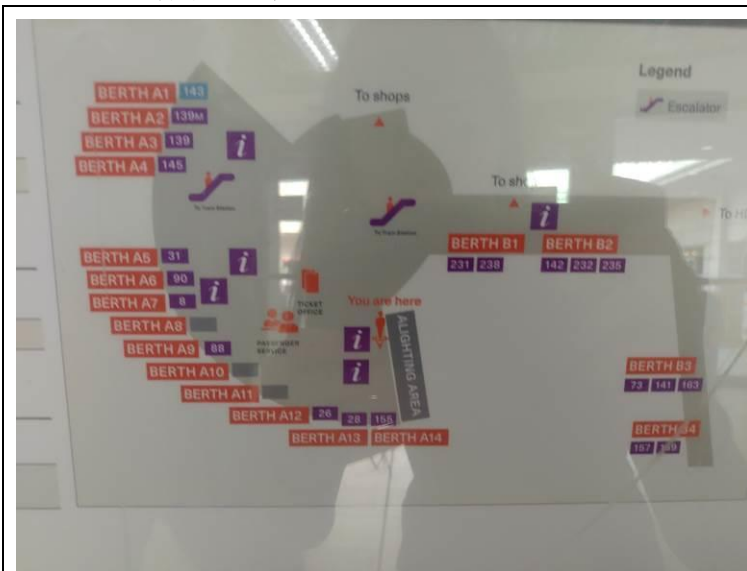 Legend
Escalator
BERTH A1 143
BERTH A2 139M
BERTH A3 139
BERTH A4 145
i
To shops
To
i
To
BERTH B1
231 238
BERTH B2
142 232 235
BERTH A5 31
i
BERTH A6 90
i
BERTH A7 8
BERTH A8
BERTH A9 88
BERTH A10
BERTH A11
BERTH A12 26
28 155
BERTH A13 BERTH A14
TICKET
OFFICE
PASSENGER
SERVICE
You are here
i
i
ALIGHTING AREA
BERTH B3
73 141 163
BERTH B4
157